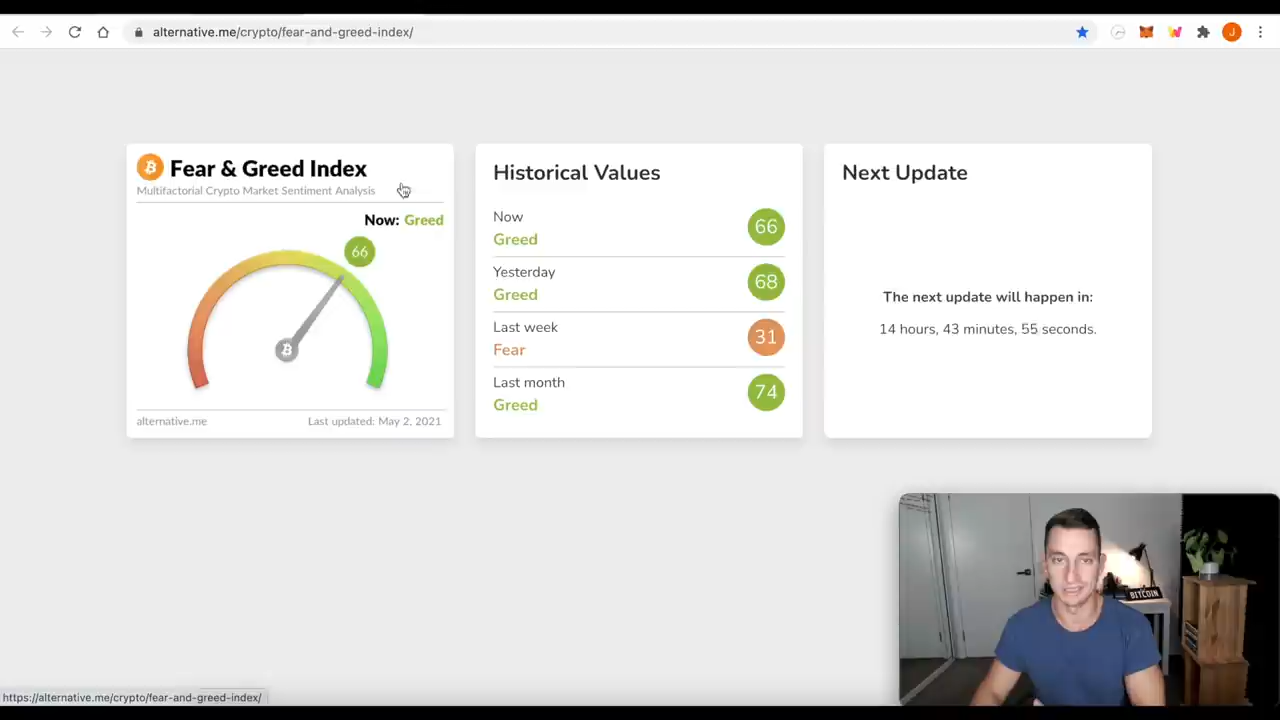 alternative.me/crypto/fear-and-greed-index/
J
Fear & Greed Index
Multifactorial Crypto Market Sentiment Analysis
Now: Greed
66
alternative.me
Last updated: May 2, 2021
Historical Values
Now
Greed
66
Yesterday
Greed
68
Last week
Fear
31
Last month
Greed
74
Next Update
The next update will happen in:
14 hours, 43 minutes, 55 seconds.
BITCOIN
https://alternative.me/crypto/fear-and-greed-index/